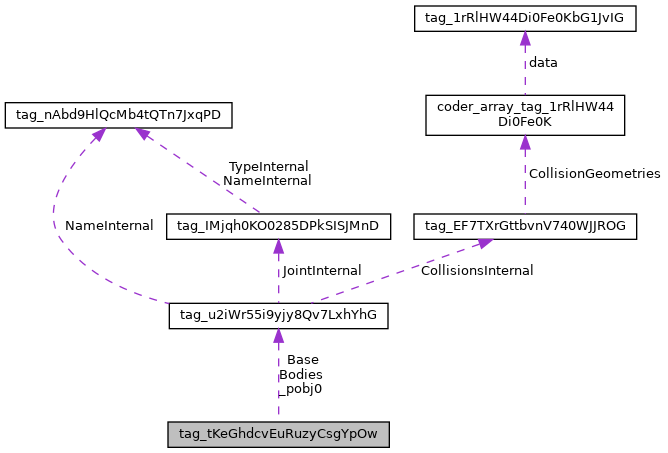 tag_1rRlHW44Di0Fe0KbG1JvIG
data
coder_array_tag_1rRlHW44
Di0Fe0K
tag_nAbd9HlQcMb4tQTn7JxqPD
TypeInternal
NameInternal
CollisionGeometries
NameInternal
tag_IMjqh0KO0285DPkSISJMnD
tag_EF7TXrGttbvnV740WJJROG
JointInternal
CollisionsInternal
tag_u2iWr55i9yjy8Qv7LxhYhG
Base
Bodies
_pobj0
tag_tKeGhdcvEuRuzyCsgYpOw